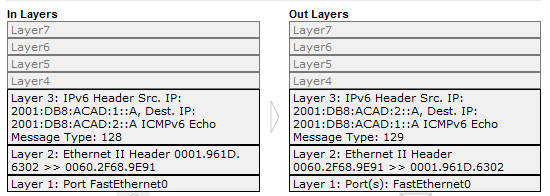 In Layers
Layer7
Layer6
Layer5
Layer4
Layer 3: IPv6 Header Src. IP:
2001:DB8:ACAD:1::A, Dest. IP:
2001:DB8:ACAD:2::A ICMPv6 Echo
Message Type: 128
Layer 2: Ethernet II Header 0001.961D.
6302 >> 0060.2F68.9E91
Layer 1: Port FastEthernet0
Out Layers
Layer7
Layer6
Layer5
Layer4
Layer 3: IPv6 Header Src. IP:
2001:DB8:ACAD:2::A, Dest. IP:
2001:DB8:ACAD:1::A ICMPv6 Echo
Message Type: 129
Layer 2: Ethernet II Header
0060.2F68.9E91 >> 0001.961D.6302
Layer 1: Port(s): FastEthernet0